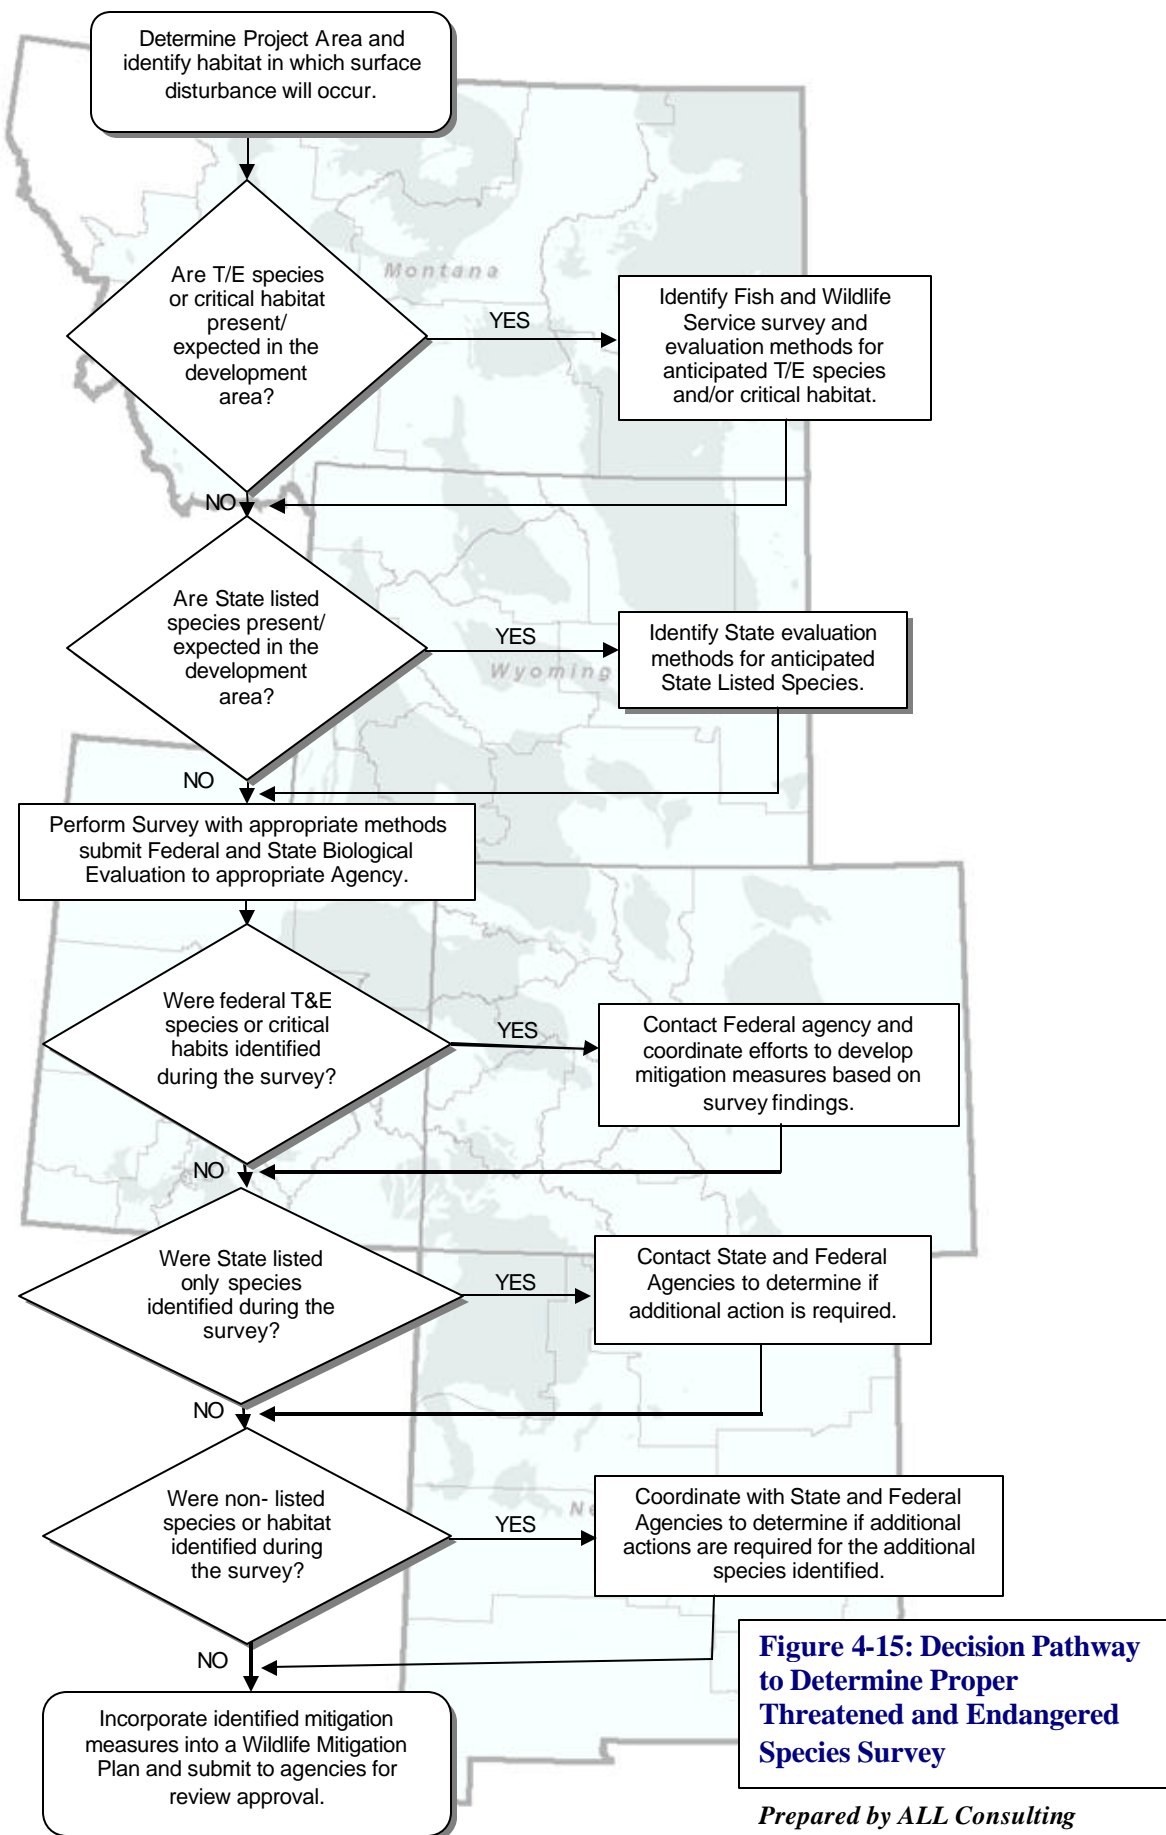 Determine Project Area and
identify habitat in which surface
disturbance will occur.
Montana
Are T/E species
or critical habitat
present/
expected in the
development
area?
YES
Identify Fish and Wildlife
Service survey and
evaluation methods for
anticipated T/E species
and/or critical habitat.
NO
Are State listed
species present/
expected in the
development
area?
YES
Wyoming
Identify State evaluation
methods for anticipated
State Listed Species.
NO
Perform Survey with appropriate methods
submit Federal and State Biological
Evaluation to appropriate Agency.
Were federal T&E
species or critical
habits identified
during the survey?
YES
Contact Federal agency and
coordinate efforts to develop
mitigation measures based on
survey findings.
NO
Were State listed
only species
identified during the
survey?
YES
Contact State and Federal
Agencies to determine if
additional action is required.
NO
Were non- listed
species or habitat
identified during
the survey?
YES
Ne
Coordinate with State and Federal
Agencies to determine if additional
actions are required for the additional
species identified.
NO
Incorporate identified mitigation
measures into a Wildlife Mitigation
Plan and submit to agencies for
review approval.
Figure 4-15: Decision Pathway
to Determine Proper
Threatened and Endangered
Species Survey
Prepared by ALL Consulting